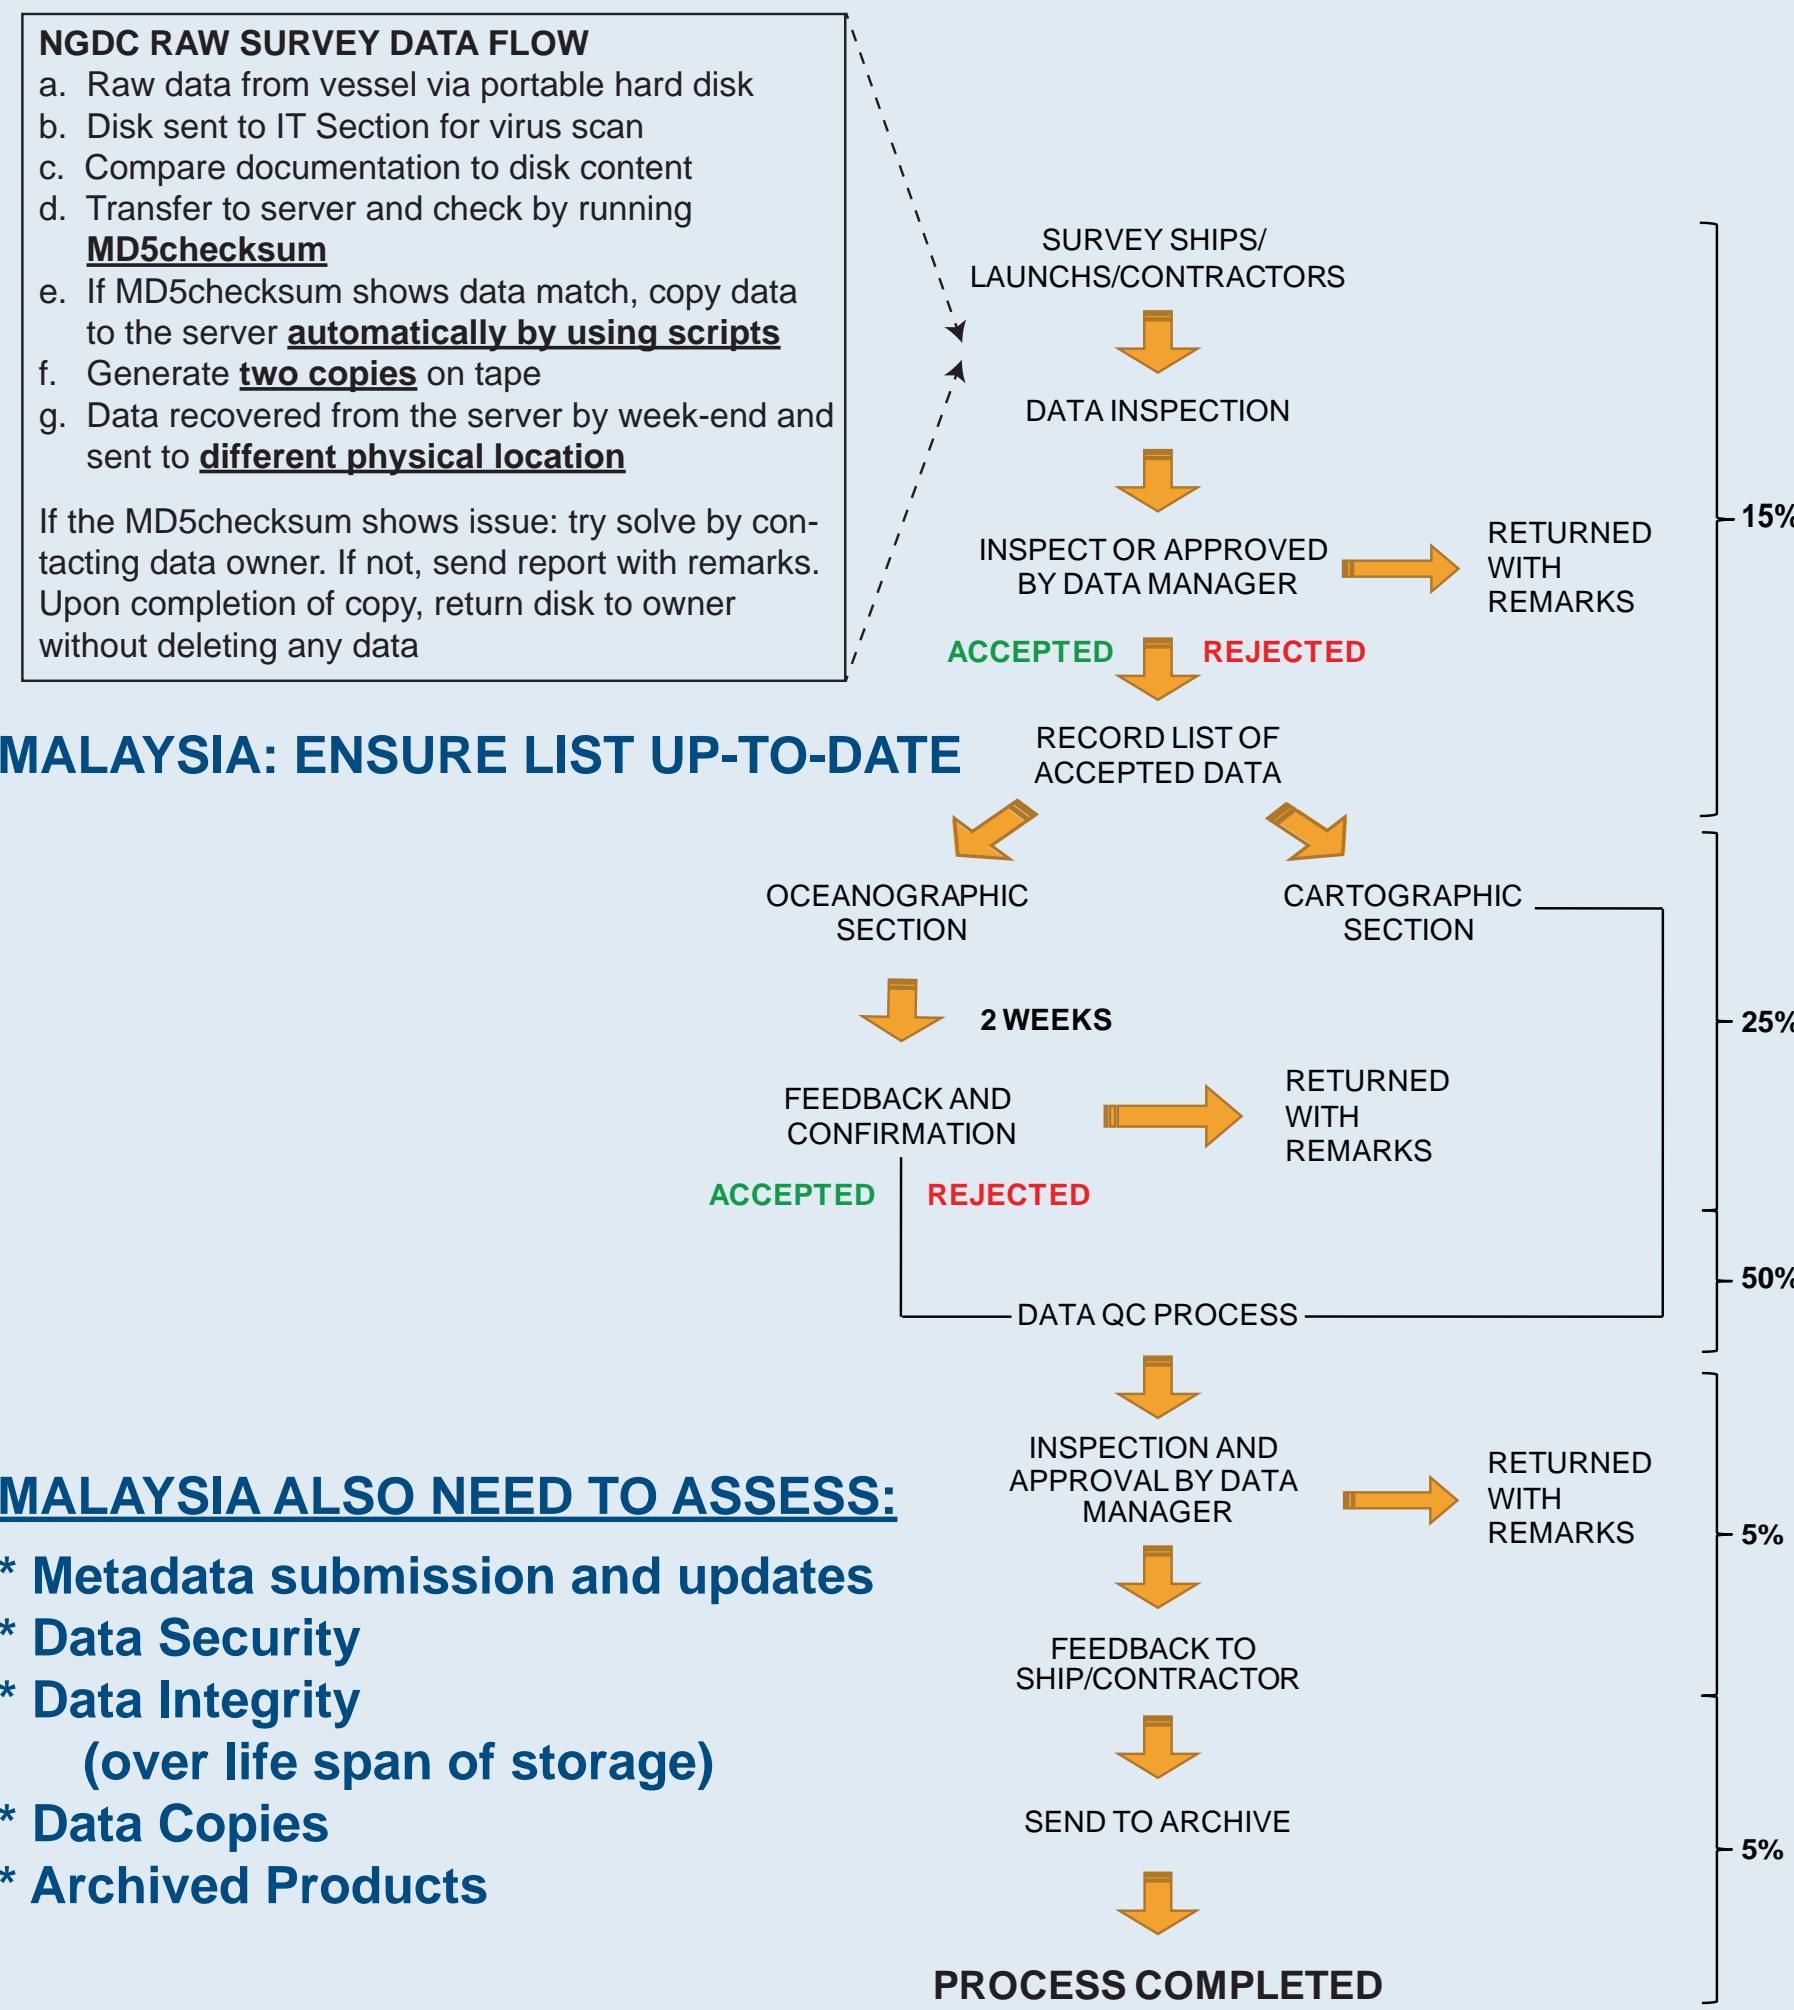 NGDC RAW SURVEY DATA FLOW
a. Raw data from vessel via portable hard disk
b. Disk sent to IT Section for virus scan
c. Compare documentation to disk content
d. Transfer to server and check by running
MD5checksum
e. If MD5checksum shows data match, copy data
to the server automatically by using scripts
f. Generate two copies on tape
g. Data recovered from the server by week-end and
sent to different physical location
If the MD5checksum shows issue: try solve by con-
tacting data owner. If not, send report with remarks.
Upon completion of copy, return disk to owner
without deleting any data
SURVEY SHIPS/
LAUNCHS/CONTRACTORS
DATA INSPECTION
INSPECT OR APPROVED
BY DATA MANAGER
RETURNED
WITH
REMARKS
15%
ACCEPTED
REJECTED
MALAYSIA: ENSURE LIST UP-TO-DATE
RECORD LIST OF
ACCEPTED DATA
OCEANOGRAPHIC
SECTION
CARTOGRAPHIC
SECTION
2 WEEKS
25%
FEEDBACK AND
CONFIRMATION
RETURNED
WITH
REMARKS
ACCEPTED
REJECTED
50%
DATA QC PROCESS
INSPECTION AND
APPROVAL BY DATA
MANAGER
RETURNED
WITH
REMARKS
5%
MALAYSIA ALSO NEED TO ASSESS:
* Metadata submission and updates
* Data Security
* Data Integrity
(over life span of storage)
* Data Copies
* Archived Products
FEEDBACK TO
SHIP/CONTRACTOR
SEND TO ARCHIVE
5%
PROCESS COMPLETED